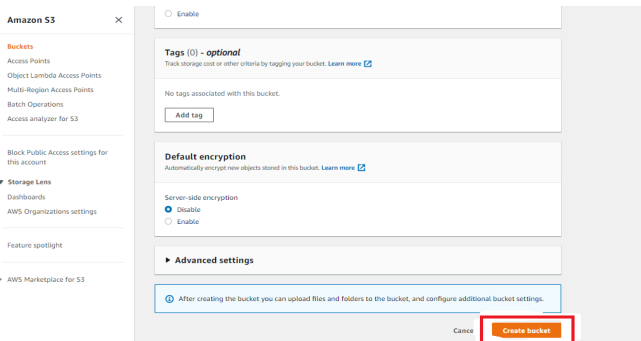 Amazon S3
Buckets
Access Points
Object Lambda Access Points
Multi-Region Access Points
Batch Operations
Access analyzer for S3
Block Public Access settings for
this account
Storage Lens
Dashboards
AWS Organizations settings
Feature spotlight
AWS Marketplace for S3
Enable
Tags (0) - optional
Track storage cost or other criteria by tagging your bucket. Learn more
No tags associated with this bucket.
Add tag
Default encryption
Automatically encrypt new objects stored in this bucket. Learn more
Server-side encryption
Disable
Enable
Advanced settings
After creating the bucket you can upload files and folders to the bucket, and configure additional bucket settings.
Cance
Create bucket